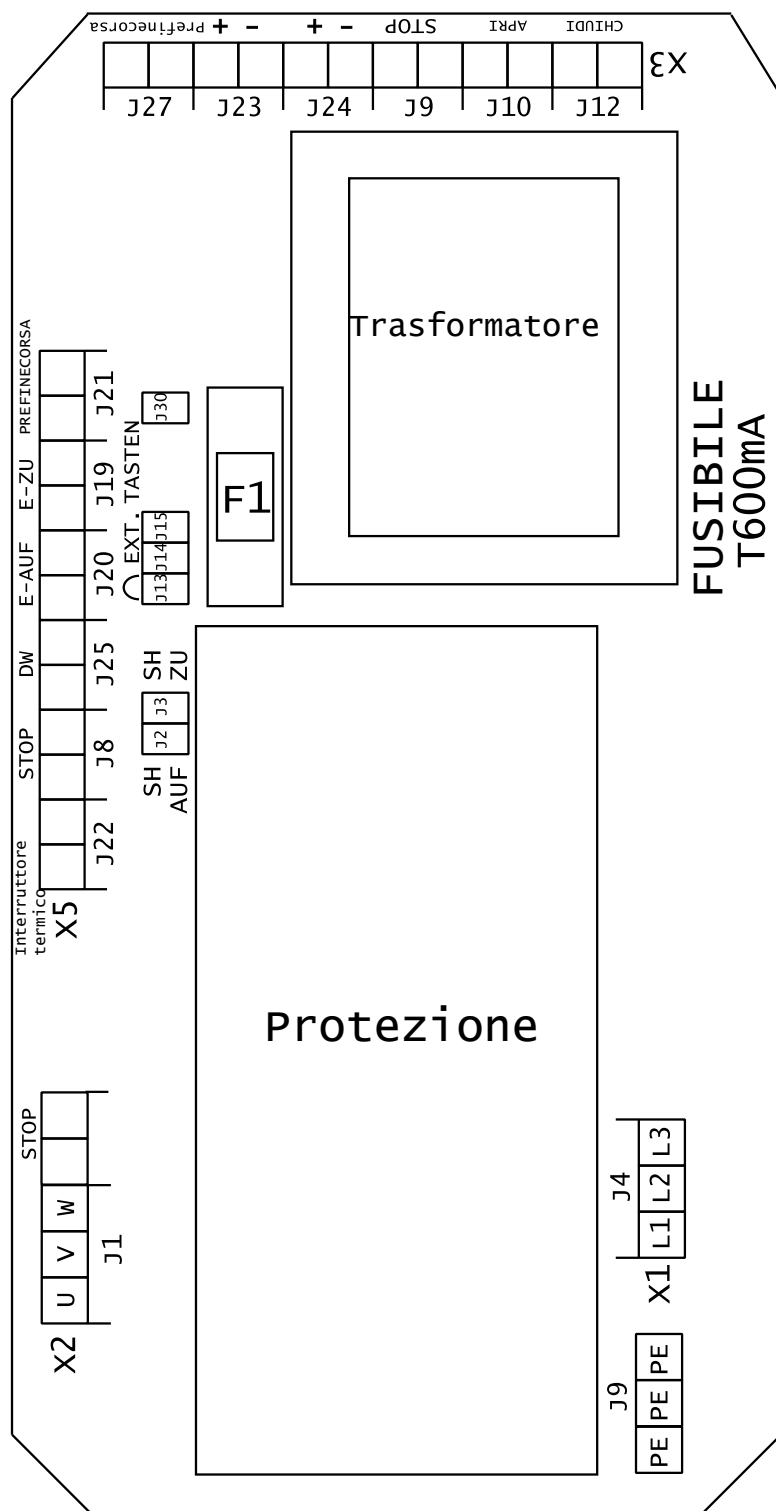 Prefinecorsa + - + - STOP APRI CHIUDI
X3
J27 J23 J24 J9 J10 J12
Trasformatore
FUSIBILE
T600mA
F1
PREFINECORSA
E-ZU
E-AUF
DW
STOP
Interruttore
termico
J21
J19
J20
J25
J8
J22
X5
EXT. TASTEN
J30
J15
J14
J13
SH
ZU
J3
J2
SH
AUF
Protezione
STOP
W
V
U
J1
X2
J4
L3
L2
L1
X1
J9
PE
PE
PE